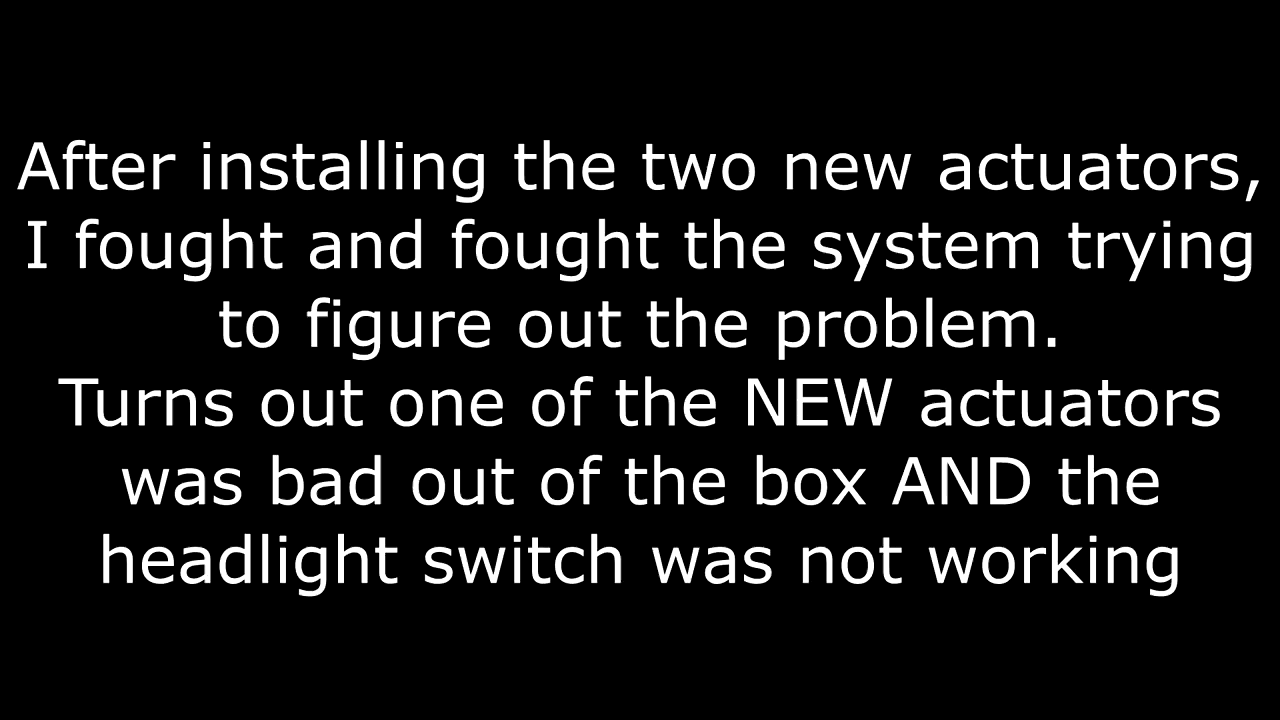 After installing the two new actuators,
I fought and fought the system trying
to figure out the problem.
Turns out one of the NEW actuators
was bad out of the box AND the
headlight switch was not working